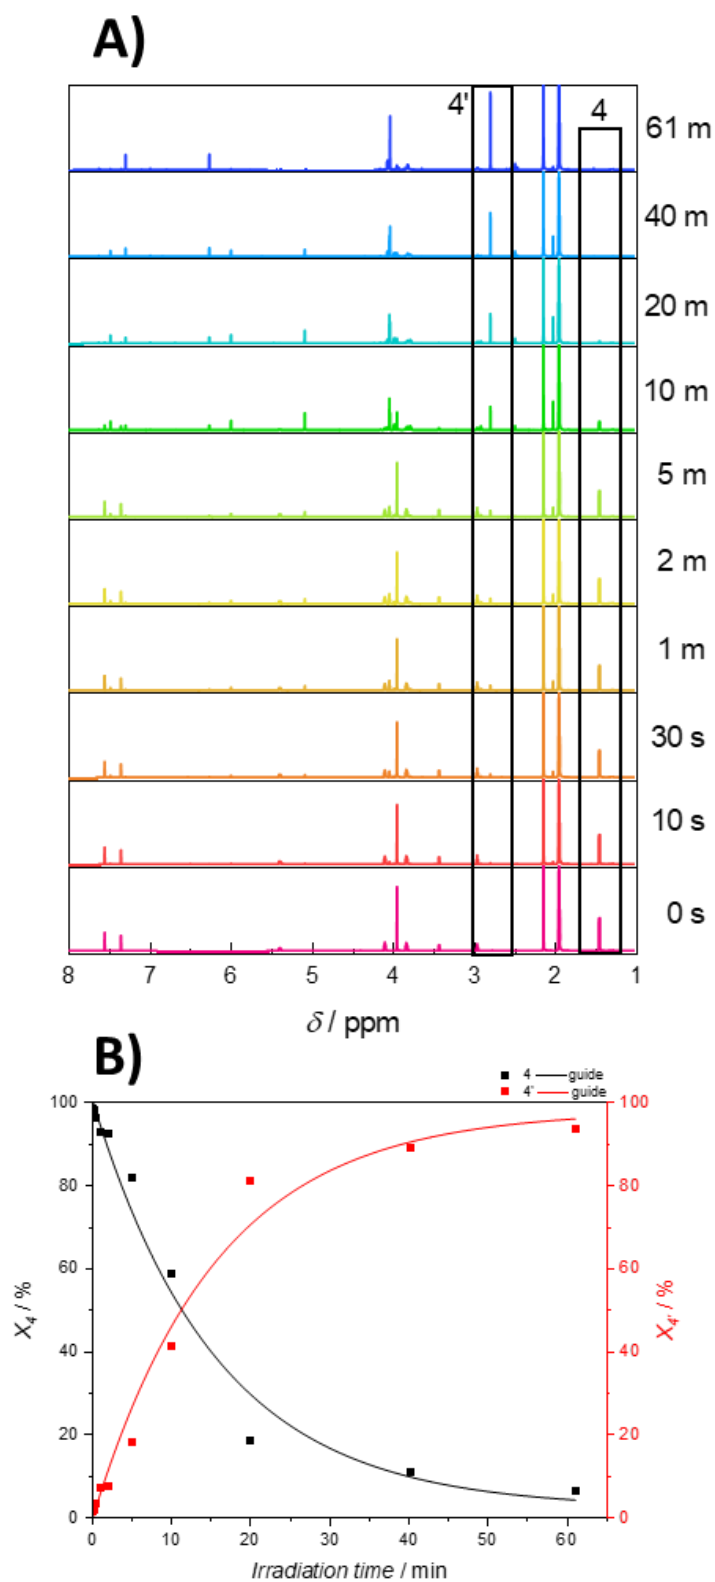 A)
4'
4
61 m
40 m
20 m
10 m
5 m
2 m
1 m
30 s
10 s
0 s
8 7 6 5 4 3 2 1
δ / ppm
B)
4 guide
4' guide
100 100
80 80
60 60
40 40
20 20
0 0
X4 / %
X4' / %
0 10 20 30 40 50 60
Irradiation time / min